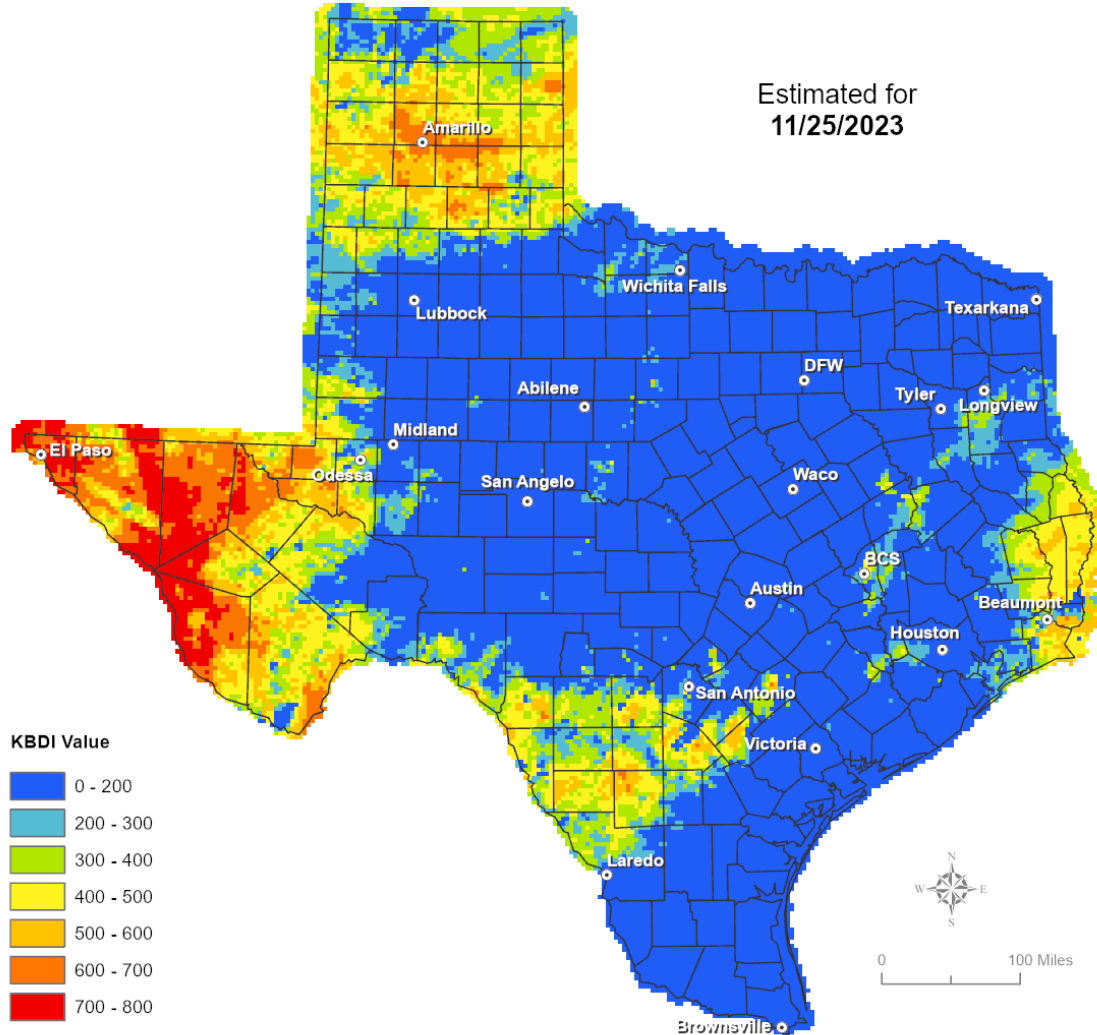 Estimated for
11/25/2023
Amarillo
Wichita Falls
Lubbock
Texarkana
DFW
Abilene
Tyler
Longview
Midland
El Paso
Odessa
San Angelo
Waco
BCS
Austin
Beaumont
Houston
San Antonio
Victoria
KBDI Value
0 - 200
200 - 300
300 - 400
400 - 500
500 - 600
600 - 700
700 - 800
Laredo
N
W
E
S
0
100 Miles
Brownsville